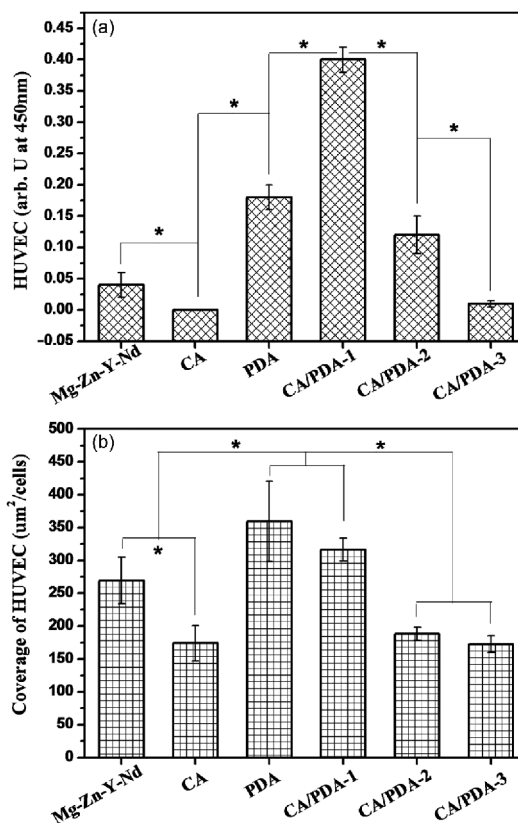 (a)
HUVEC (arb. U at 450nm)
0.45
0.40
0.35
0.30
0.25
0.20
0.15
0.10
0.05
0.00
-0.05
*
*
*
*
*
Mg-Zn-Y-Nd
CA
PDA
CA/PDA-1
CA/PDA-2
CA/PDA-3
(b)
Coverage of HUVEC (um²/cells)
500
450
400
350
300
250
200
150
100
50
0
*
*
*
Mg-Zn-Y-Nd
CA
PDA
CA/PDA-1
CA/PDA-2
CA/PDA-3